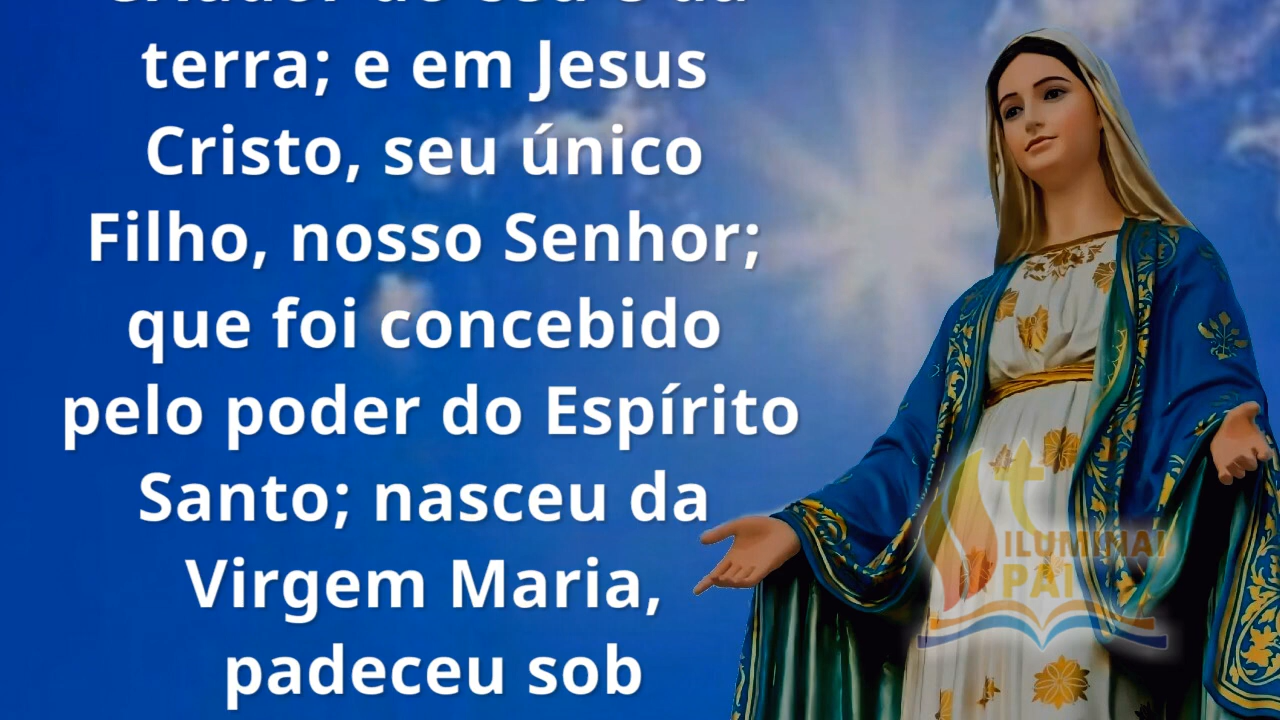 terra; e em Jesus
Cristo, seu único
Filho, nosso Senhor;
que foi concebido
pelo poder do Espírito
Santo; nasceu da
Virgem Maria,
padeceu sob
ILUMINAI
PAI